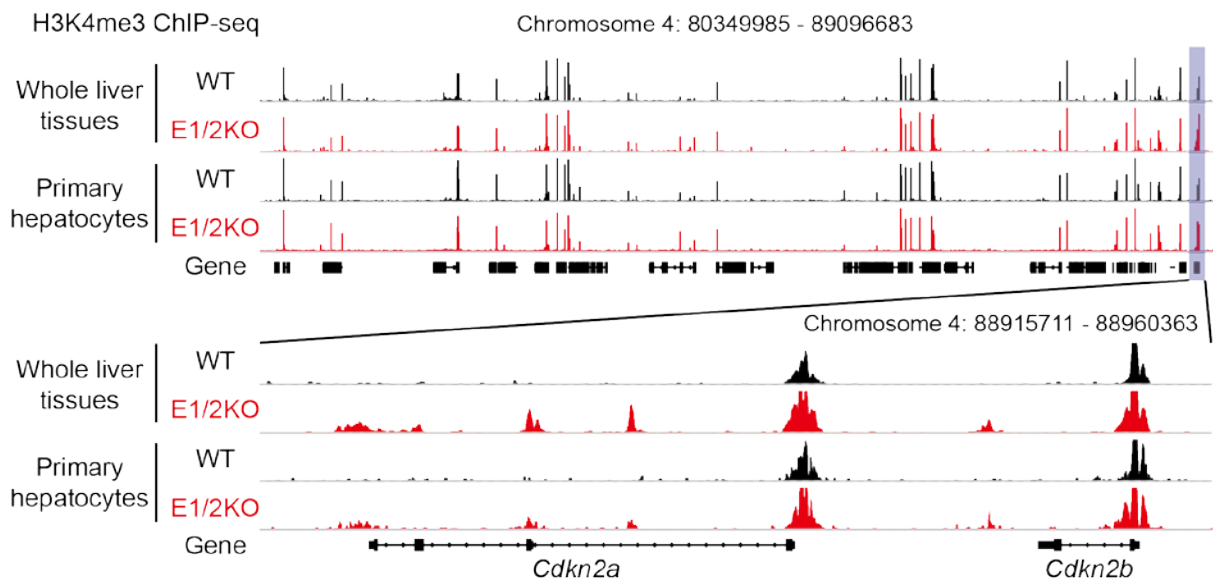 H3K4me3 ChIP-seq
Chromosome 4: 80349985 - 89096683
Whole liver
tissues
WT
E1/2KO
Primary
hepatocytes
WT
E1/2KO
Gene
Chromosome 4: 88915711 - 88960363
Whole liver
tissues
WT
E1/2KO
Primary
hepatocytes
WT
E1/2KO
Gene
Cdkn2a
Cdkn2b